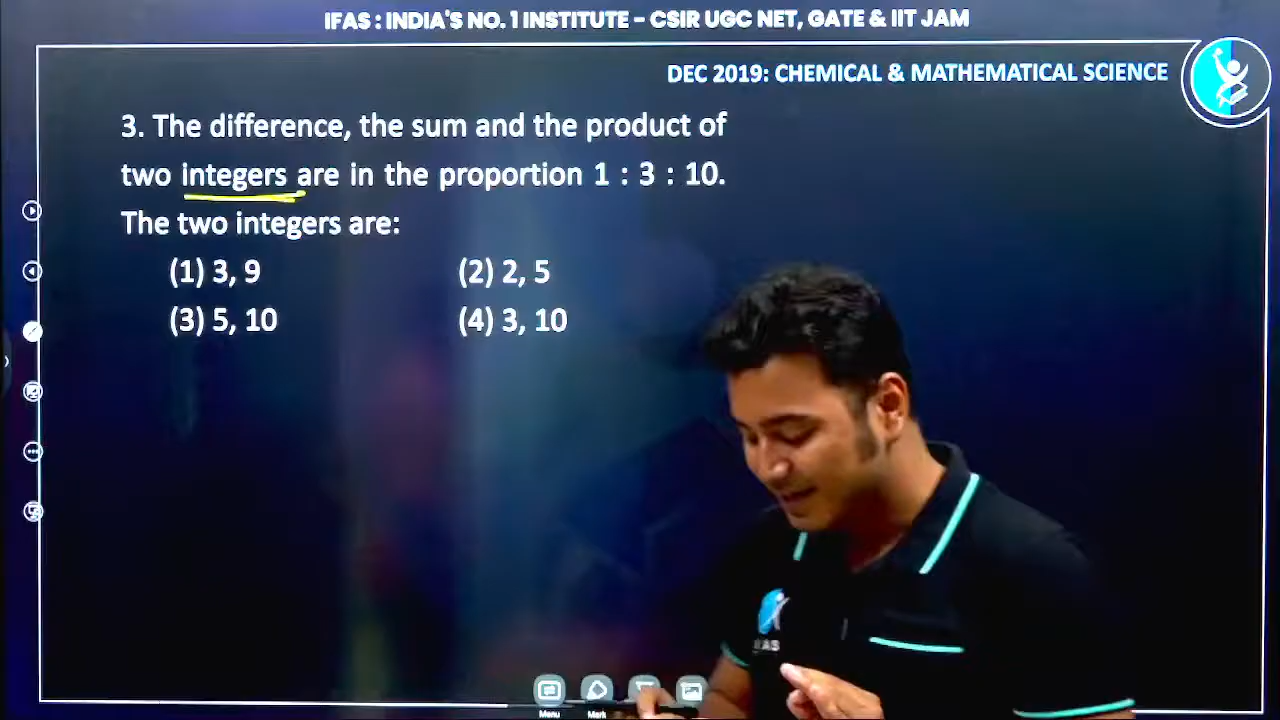 IFAS : INDIA'S NO. 1 INSTITUTE – CSIR UGC NET, GATE & IIT JAM
DEC 2019: CHEMICAL & MATHEMATICAL SCIENCE
3. The difference, the sum and the product of
two integers are in the proportion 1 : 3 : 10.
The two integers are:
(1) 3, 9 (2) 2, 5
(3) 5, 10 (4) 3, 10
Menu Mark